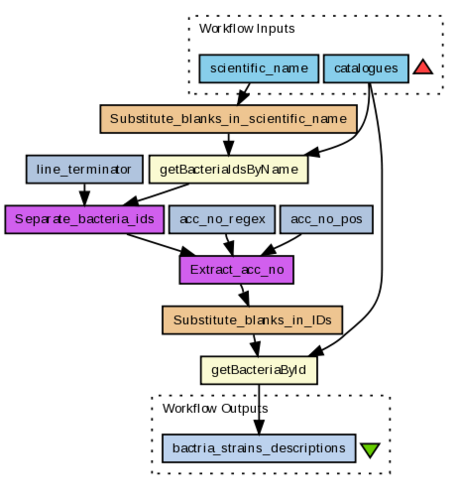 Workflow Inputs
scientific_name
catalogues
Substitute_blanks_in_scientific_name
line_terminator
getBacteriaIdsByName
Separate_bacteria_ids
acc_no_regex
acc_no_pos
Extract_acc_no
Substitute_blanks_in_IDs
getBacteriaById
Workflow Outputs
bactria_strains_descriptions